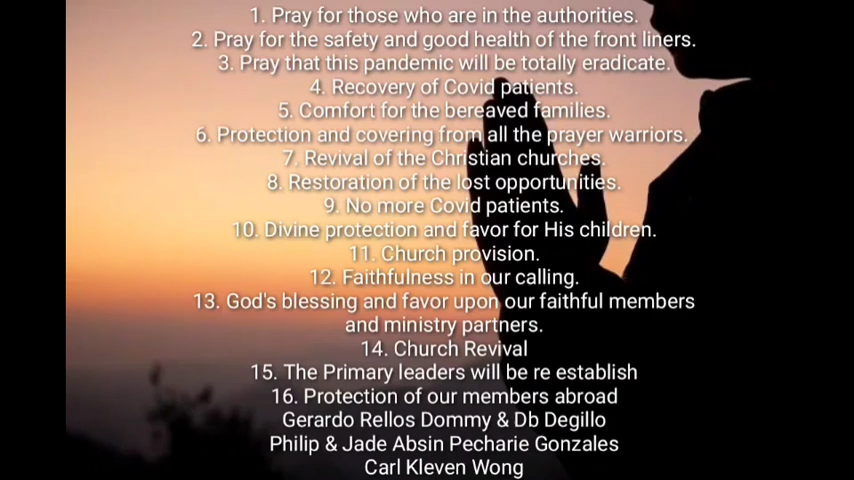 1. Pray for those who are in the authorities.
2. Pray for the safety and good health of the front liners.
3. Pray that this pandemic will be totally eradicate.
4. Recovery of Covid patients.
5. Comfort for the bereaved families.
6. Protection and covering from all the prayer warriors.
7. Revival of the Christian churches.
8. Restoration of the lost opportunities.
9. No more Covid patients.
10. Divine protection and favor for His children.
11. Church provision.
12. Faithfulness in our calling.
13. God's blessing and favor upon our faithful members
and ministry partners.
14. Church Revival
15. The Primary leaders will be re establish
16. Protection of our members abroad
Gerardo Rellos Dommy & Db Degillo
Philip & Jade Absin Pecharie Gonzales
Carl Kleven Wong